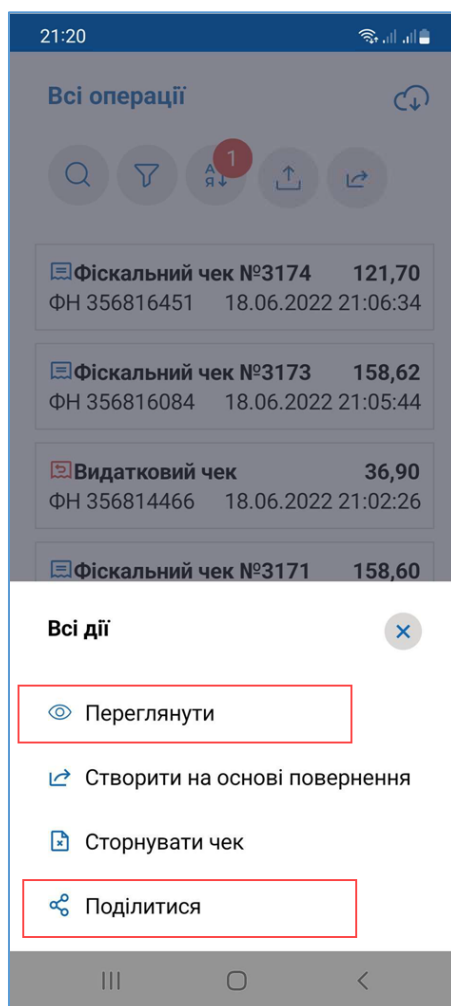 21:20
Всі операції
А
Я
1
Фіскальний чек №3174 121,70
ФН 356816451 18.06.2022 21:06:34
Фіскальний чек №3173 158,62
ФН 356816084 18.06.2022 21:05:44
Видатковий чек 36,90
ФН 356814466 18.06.2022 21:02:26
Фіскальний чек №3171 158,60
Всі дії
Переглянути
Створити на основі повернення
Сторнувати чек
Поділитися